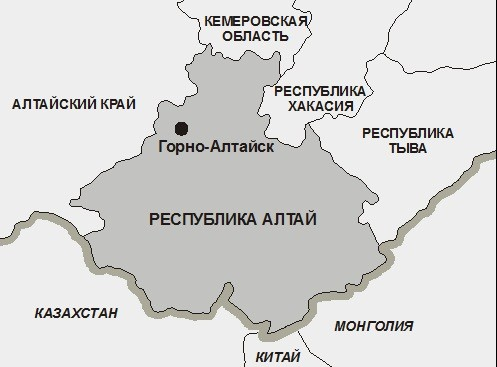 КЕМЕРОВСКАЯ
ОБЛАСТЬ
АЛТАЙСКИЙ КРАЙ
РЕСПУБЛИКА
ХАКАСИЯ
РЕСПУБЛИКА
ТЫВА
Горно-Алтайск
РЕСПУБЛИКА АЛТАЙ
КАЗАХСТАН
МОНГОЛИЯ
КИТАЙ